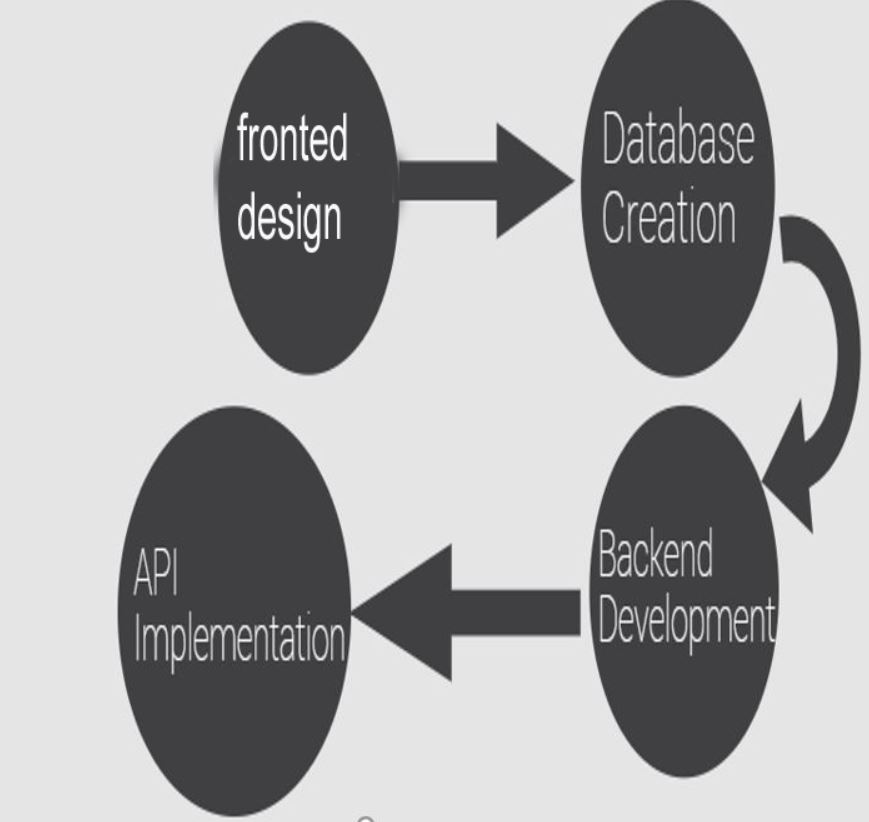 fronted
design
Database
Creation
Backend
Development
API
Implementation